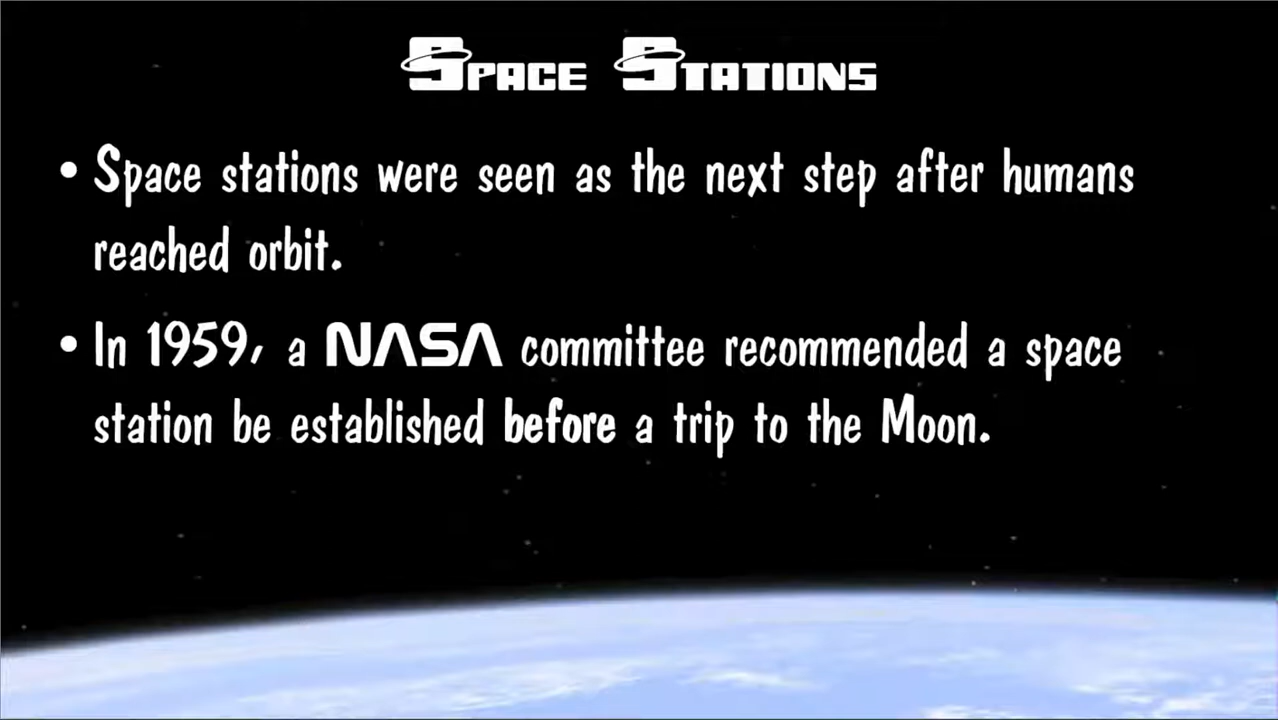 Space Stations
• Space stations were seen as the next step after humans
reached orbit.
• In 1959, a NASA committee recommended a space
station be established before a trip to the Moon.